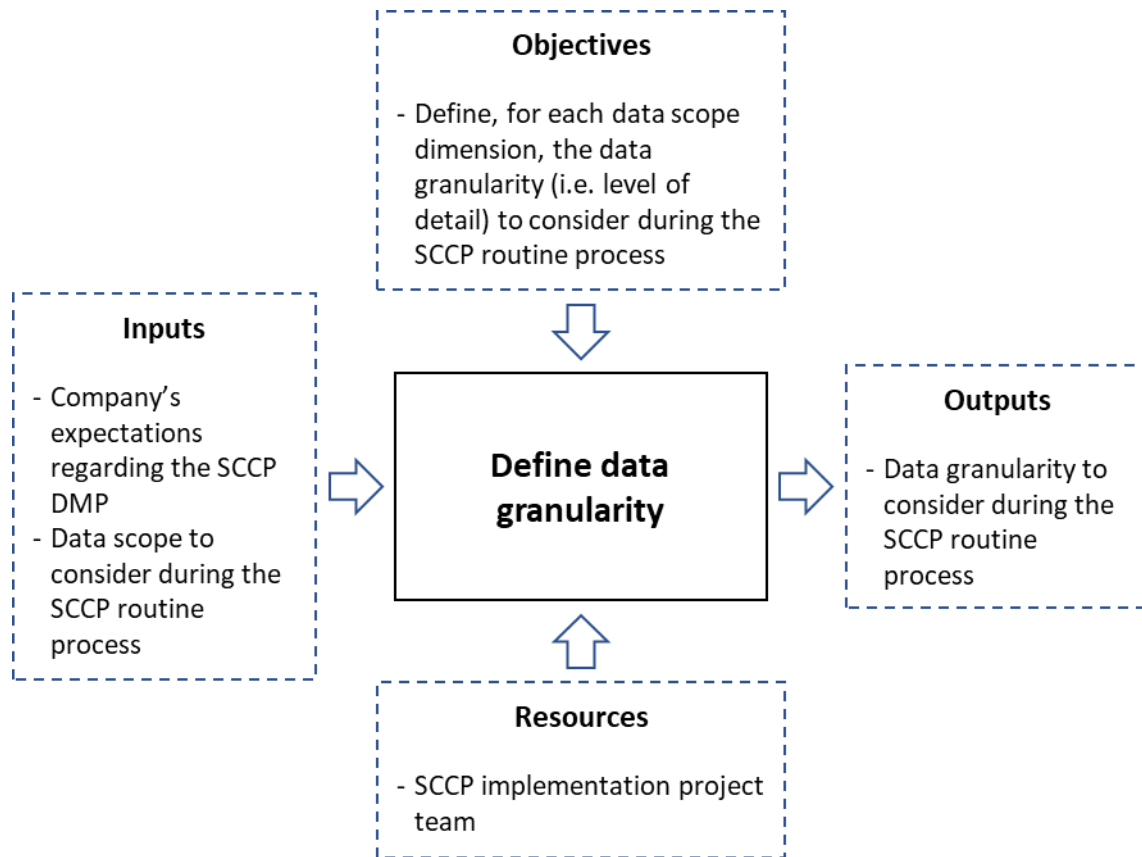 Objectives
- Define, for each data scope
dimension, the data
granularity (i.e. level of
detail) to consider during the
SCCP routine process
Inputs
- Company’s
expectations
regarding the SCCP
DMP
- Data scope to
consider during the
SCCP routine
process
Define data
granularity
Outputs
- Data granularity to
consider during the
SCCP routine
process
Resources
- SCCP implementation project
team